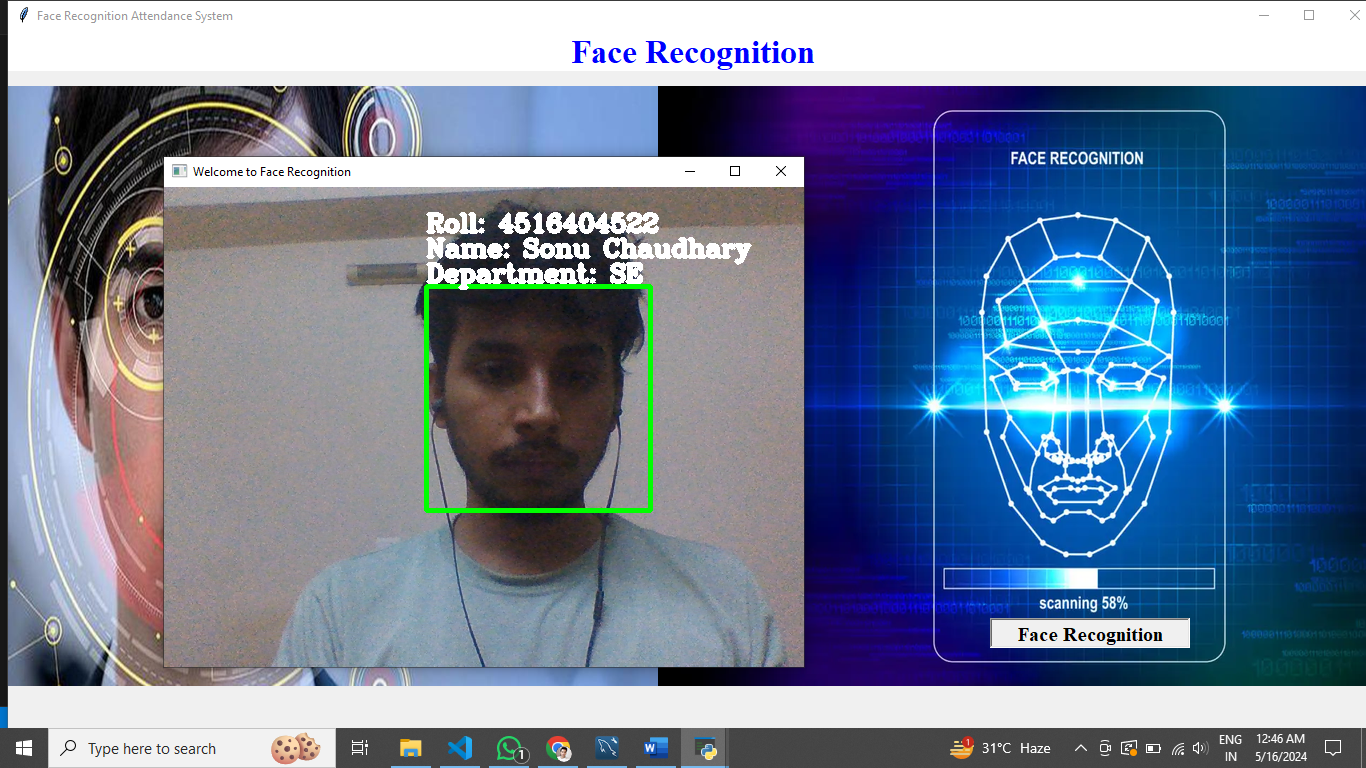 Face Recognition Attendance System
Face Recognition
Welcome to Face Recognition
Roll: 4516404522
Name: Sonu Chaudhary
Department: SE
FACE RECOGNITION
scanning 58%
Face Recognition
Type here to search
1
1
31°C Haze
ENG
IN
12:46 AM
5/16/2024